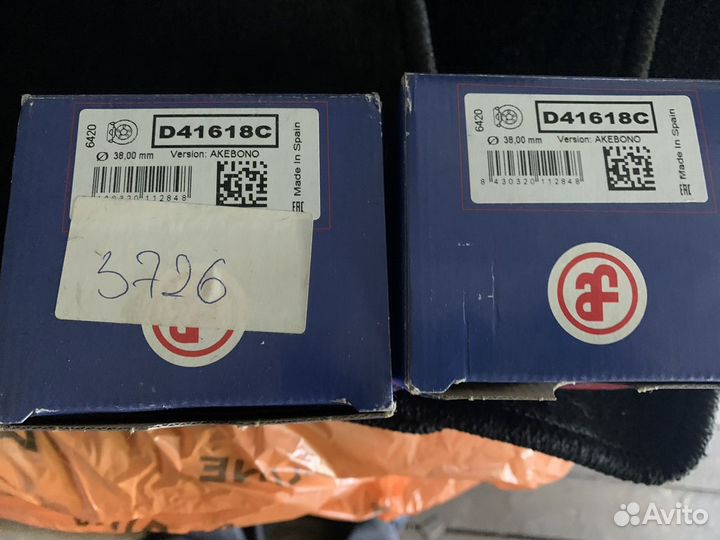 6420
D41618C
Ø 38,00 mm
Version: AKEBONO
Made In Spain
EAC
3726
6420
D41618C
Ø 38,00 mm
Version: AKEBONO
8 430320 112848
Made In Spain
EAC
Avito